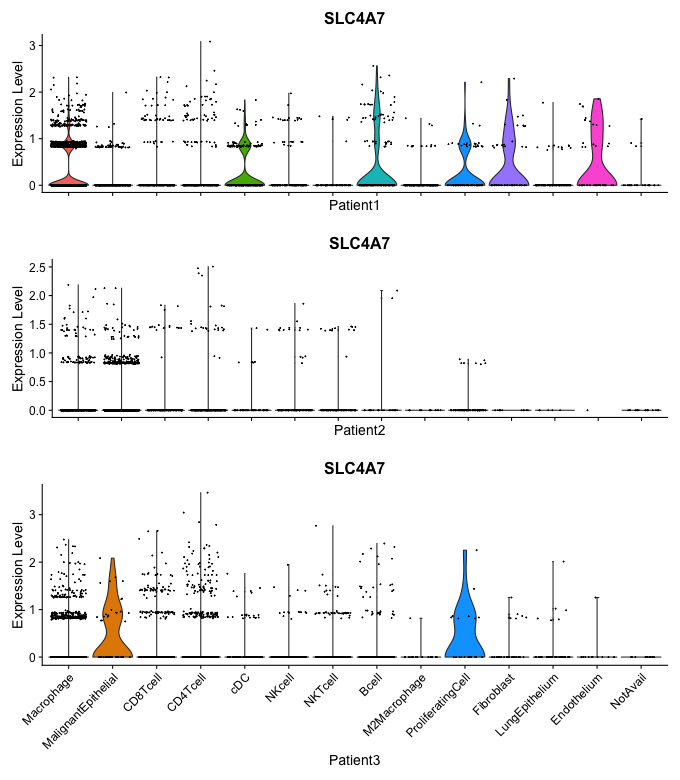 SLC4A7
Expression Level
3
2
1
0
Patient1
SLC4A7
Expression Level
2.5
2.0
1.5
1.0
0.5
0.0
Patient2
SLC4A7
Expression Level
2
1
0
Macrophage
MalignantEpithelial
CD8Tcell
CD4Tcell
cDC
NKcell
NKTcell
Bcell
M2Macrophage
ProliferatingCell
Fibroblast
LungEpithelium
Endothelium
NotAvail
Patient3